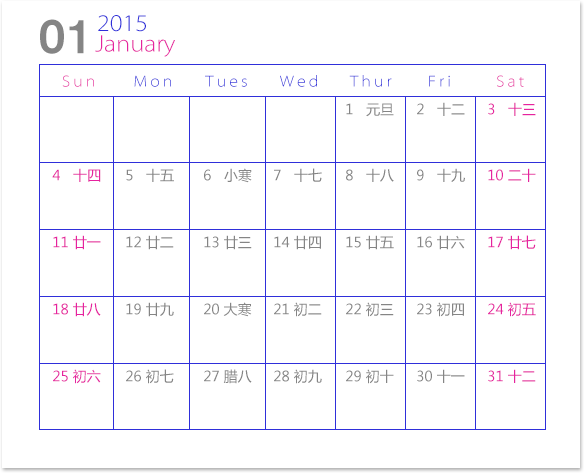 01 2015
January
Sun Mon Tues Wed Thur Fri Sat
1 元旦 2 十二 3 十三
4 十四 5 十五 6 小寒 7 十七 8 十八 9 十九 10 二十
11 廿一 12 廿二 13 廿三 14 廿四 15 廿五 16 廿六 17 廿七
18 廿八 19 廿九 20 大寒 21 初二 22 初三 23 初四 24 初五
25 初六 26 初七 27 腊八 28 初九 29 初十 30 十一 31 十二